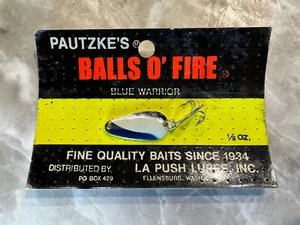 PAUTZKE'S®
BALLS O' FIRE®
BLUE WARRIOR
⅛ OZ.
FINE QUALITY BAITS SINCE 1934
DISTRIBUTED BY LA PUSH LURES, INC.
PO BOX 429 ELLENSBURG,